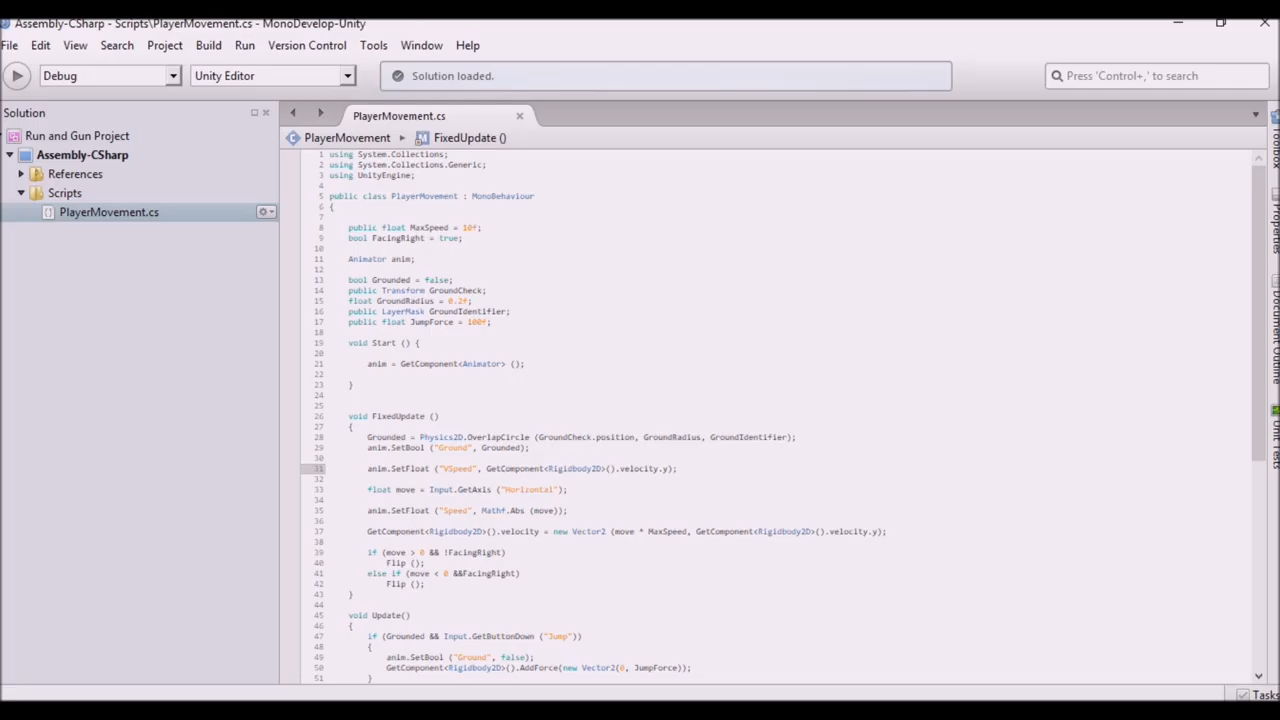 Assembly-CSharp - Scripts\PlayerMovement.cs - MonoDevelop-Unity
File Edit View Search Project Build Run Version Control Tools Window Help
Debug Unity Editor Solution loaded. Press 'Control+,' to search
Solution
PlayerMovement.cs
Run and Gun Project
PlayerMovement FixedUpdate ()
Assembly-CSharp
References
Scripts
PlayerMovement.cs
1 using System.Collections;
2 using System.Collections.Generic;
3 using UnityEngine;
4
5 public class PlayerMovement : MonoBehaviour
6 {
7
8 public float MaxSpeed = 10f;
9 bool FacingRight = true;
10
11 Animator anim;
12
13 bool Grounded = false;
14 public Transform GroundCheck;
15 float GroundRadius = 0.2f;
16 public LayerMask GroundIdentifier;
17 public float JumpForce = 100f;
18
19 void Start () {
20
21 anim = GetComponent<Animator> ();
22
23 }
24
25
26 void FixedUpdate ()
27 {
28 Grounded = Physics2D.OverlapCircle (GroundCheck.position, GroundRadius, GroundIdentifier);
29 anim.SetBool ("Ground", Grounded);
30
31 anim.SetFloat ("VSpeed", GetComponent<Rigidbody2D>().velocity.y);
32
33 float move = Input.GetAxis ("Horizontal");
34
35 anim.SetFloat ("Speed", Mathf.Abs (move));
36
37 GetComponent<Rigidbody2D>().velocity = new Vector2 (move * MaxSpeed, GetComponent<Rigidbody2D>().velocity.y);
38
39 if (move > 0 && !FacingRight)
40 Flip ();
41 else if (move < 0 &&FacingRight)
42 Flip ();
43 }
44
45 void Update()
46 {
47 if (Grounded && Input.GetButtonDown ("Jump"))
48 {
49 anim.SetBool ("Ground", false);
50 GetComponent<Rigidbody2D>().AddForce(new Vector2(0, JumpForce));
51 }
Toolbox
Properties
Document Outline
Unit Tests
Tasks